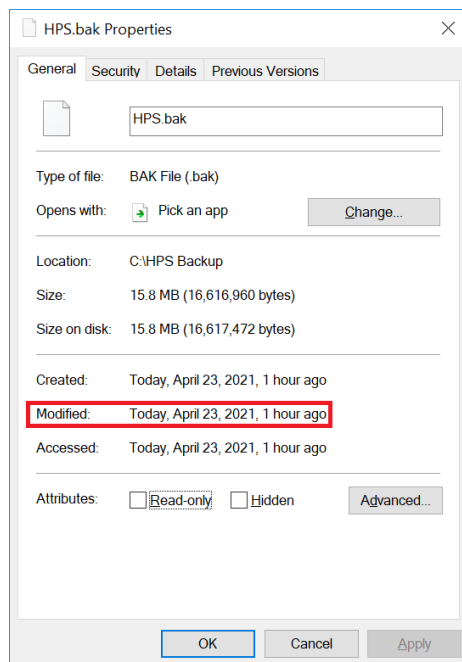 HPS.bak Properties
General Security Details Previous Versions
HPS.bak
Type of file: BAK File (.bak)
Opens with: Pick an app Change...
Location: C:\HPS Backup
Size: 15.8 MB (16,616,960 bytes)
Size on disk: 15.8 MB (16,617,472 bytes)
Created: Today, April 23, 2021, 1 hour ago
Modified: Today, April 23, 2021, 1 hour ago
Accessed: Today, April 23, 2021, 1 hour ago
Attributes: Read-only Hidden Advanced...
OK Cancel Apply